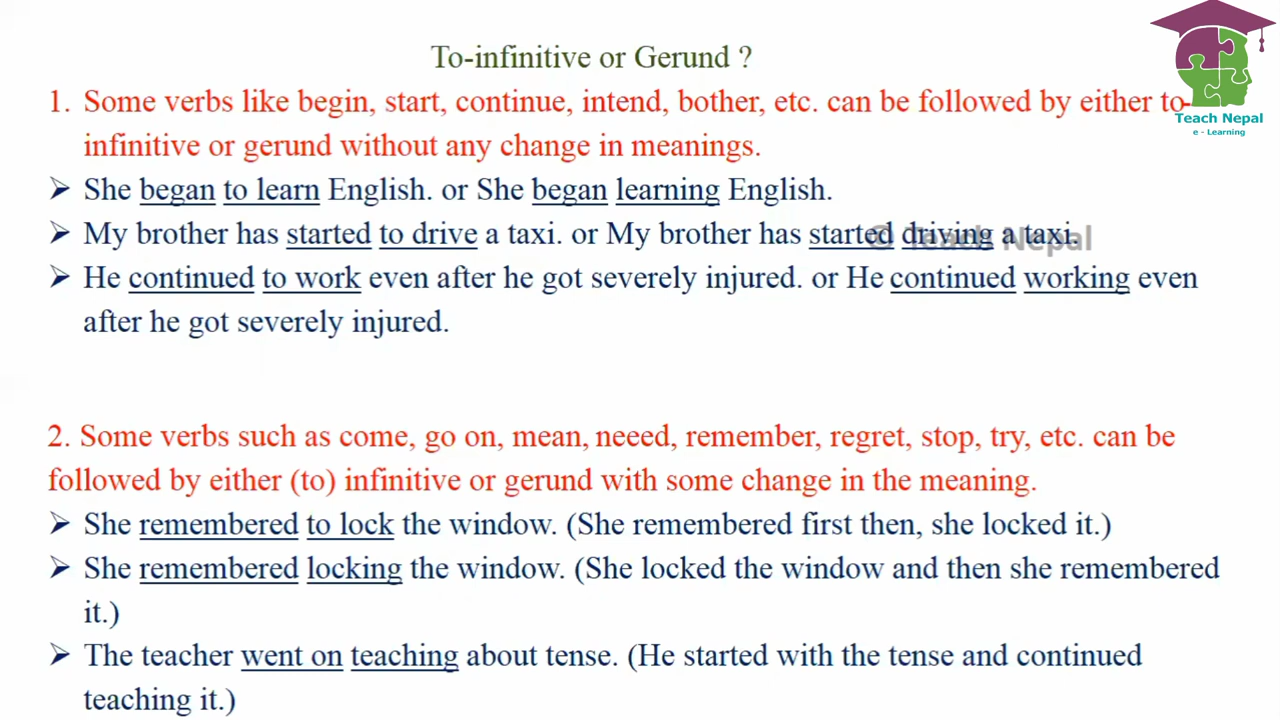 To-infinitive or Gerund ?
1. Some verbs like begin, start, continue, intend, bother, etc. can be followed by either to-
infinitive or gerund without any change in meanings.
➤ She began to learn English. or She began learning English.
➤ My brother has started to drive a taxi. or My brother has started driving a taxi.
➤ He continued to work even after he got severely injured. or He continued working even
after he got severely injured.
2. Some verbs such as come, go on, mean, neeed, remember, regret, stop, try, etc. can be
followed by either (to) infinitive or gerund with some change in the meaning.
➤ She remembered to lock the window. (She remembered first then, she locked it.)
➤ She remembered locking the window. (She locked the window and then she remembered
it.)
➤ The teacher went on teaching about tense. (He started with the tense and continued
teaching it.)
Teach Nepal
e - Learning
© Teach Nepal